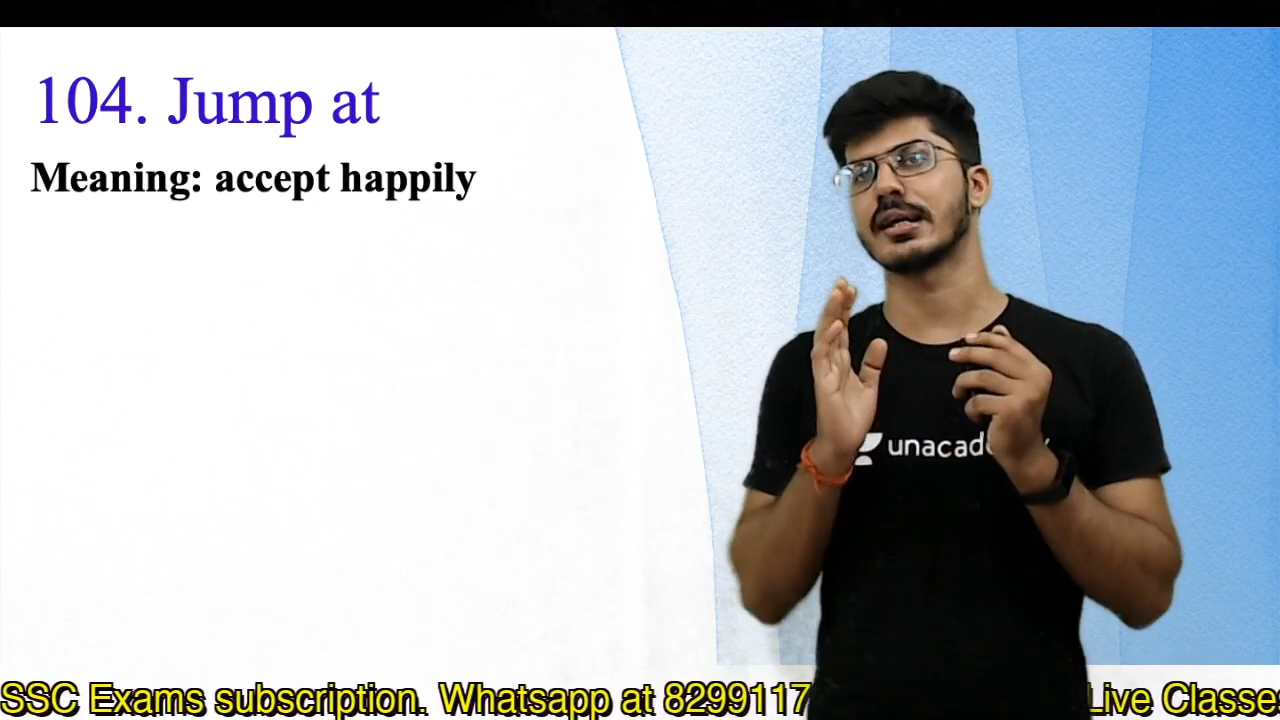 104. Jump at
Meaning: accept happily
unacad
SSC Exams subscription. Whatsapp at 8299117
Live Classe